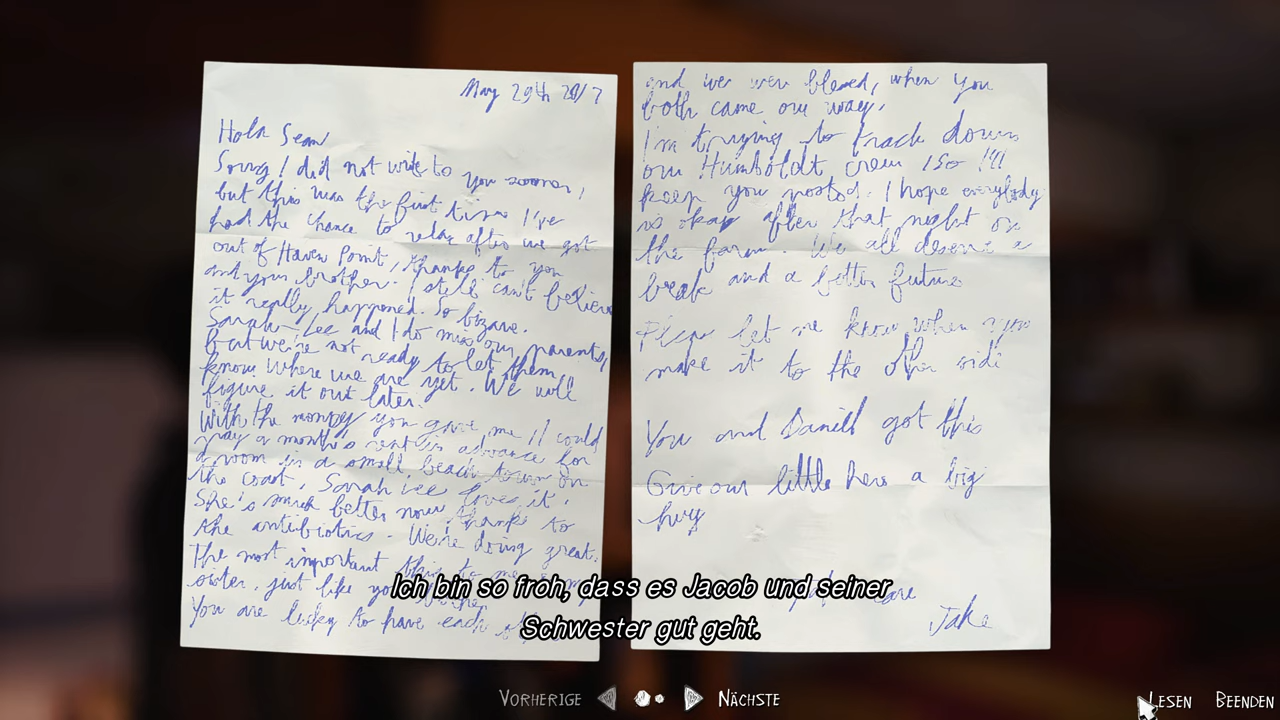 May 29th 2017
Hola Sean
Sorry I did not write to you sooner,
but this was the first time I've
had the chance to relax after we got
out of Haven Point, thanks to you
and your brother. I still can't believe
it really happened. So bizare.
Sarah-Lee and I do miss our parents,
but we're not ready to let them
know where we are yet. We will
figure it out later.
With the money you gave me I could
pay a month's rent in advance for
a room in a small beach town on
the coast, Sarah Lee loves it.
She's much better now, thanks to
the antibiotics. We're doing great.
The most important thing to me
sister, just like your
You are lucky to have each
and we were blessed, when you
both came our way.
I'm trying to track down
our Humboldt crew so I'll
keep you posted. I hope everybody
is okay after that night on
the farm. We all deserve a
break and a better future
Please let me know when you
make it to the other side
You and Daniel got this
Give our little hero a big
hug
Jake
Ich bin so froh, dass es Jacob und seiner
Schwester gut geht.
Vorherige Nächste Lesen Beenden